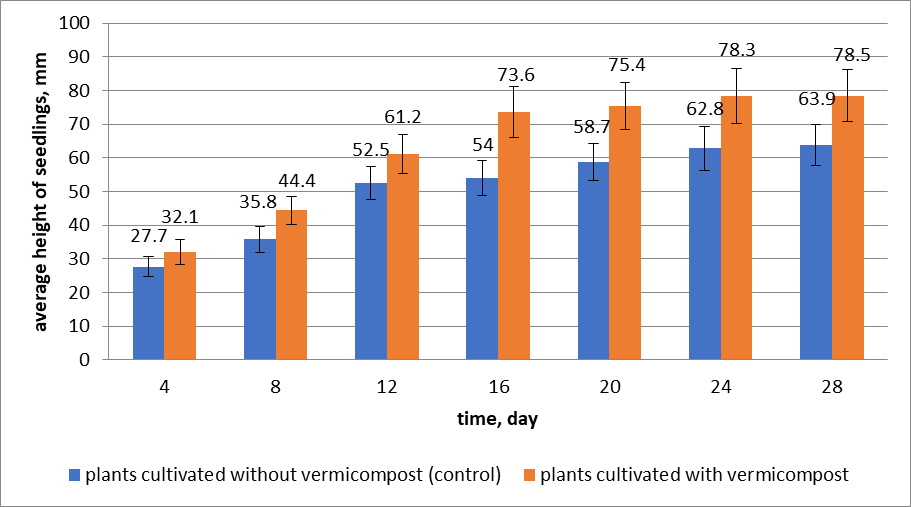 average height of seedlings, mm
100
90
80
70
60
50
40
30
20
10
0
27.7 32.1 35.8 44.4 52.5 61.2 54 73.6 58.7 75.4 62.8 78.3 63.9 78.5
4 8 12 16 20 24 28
time, day
plants cultivated without vermicompost (control) plants cultivated with vermicompost